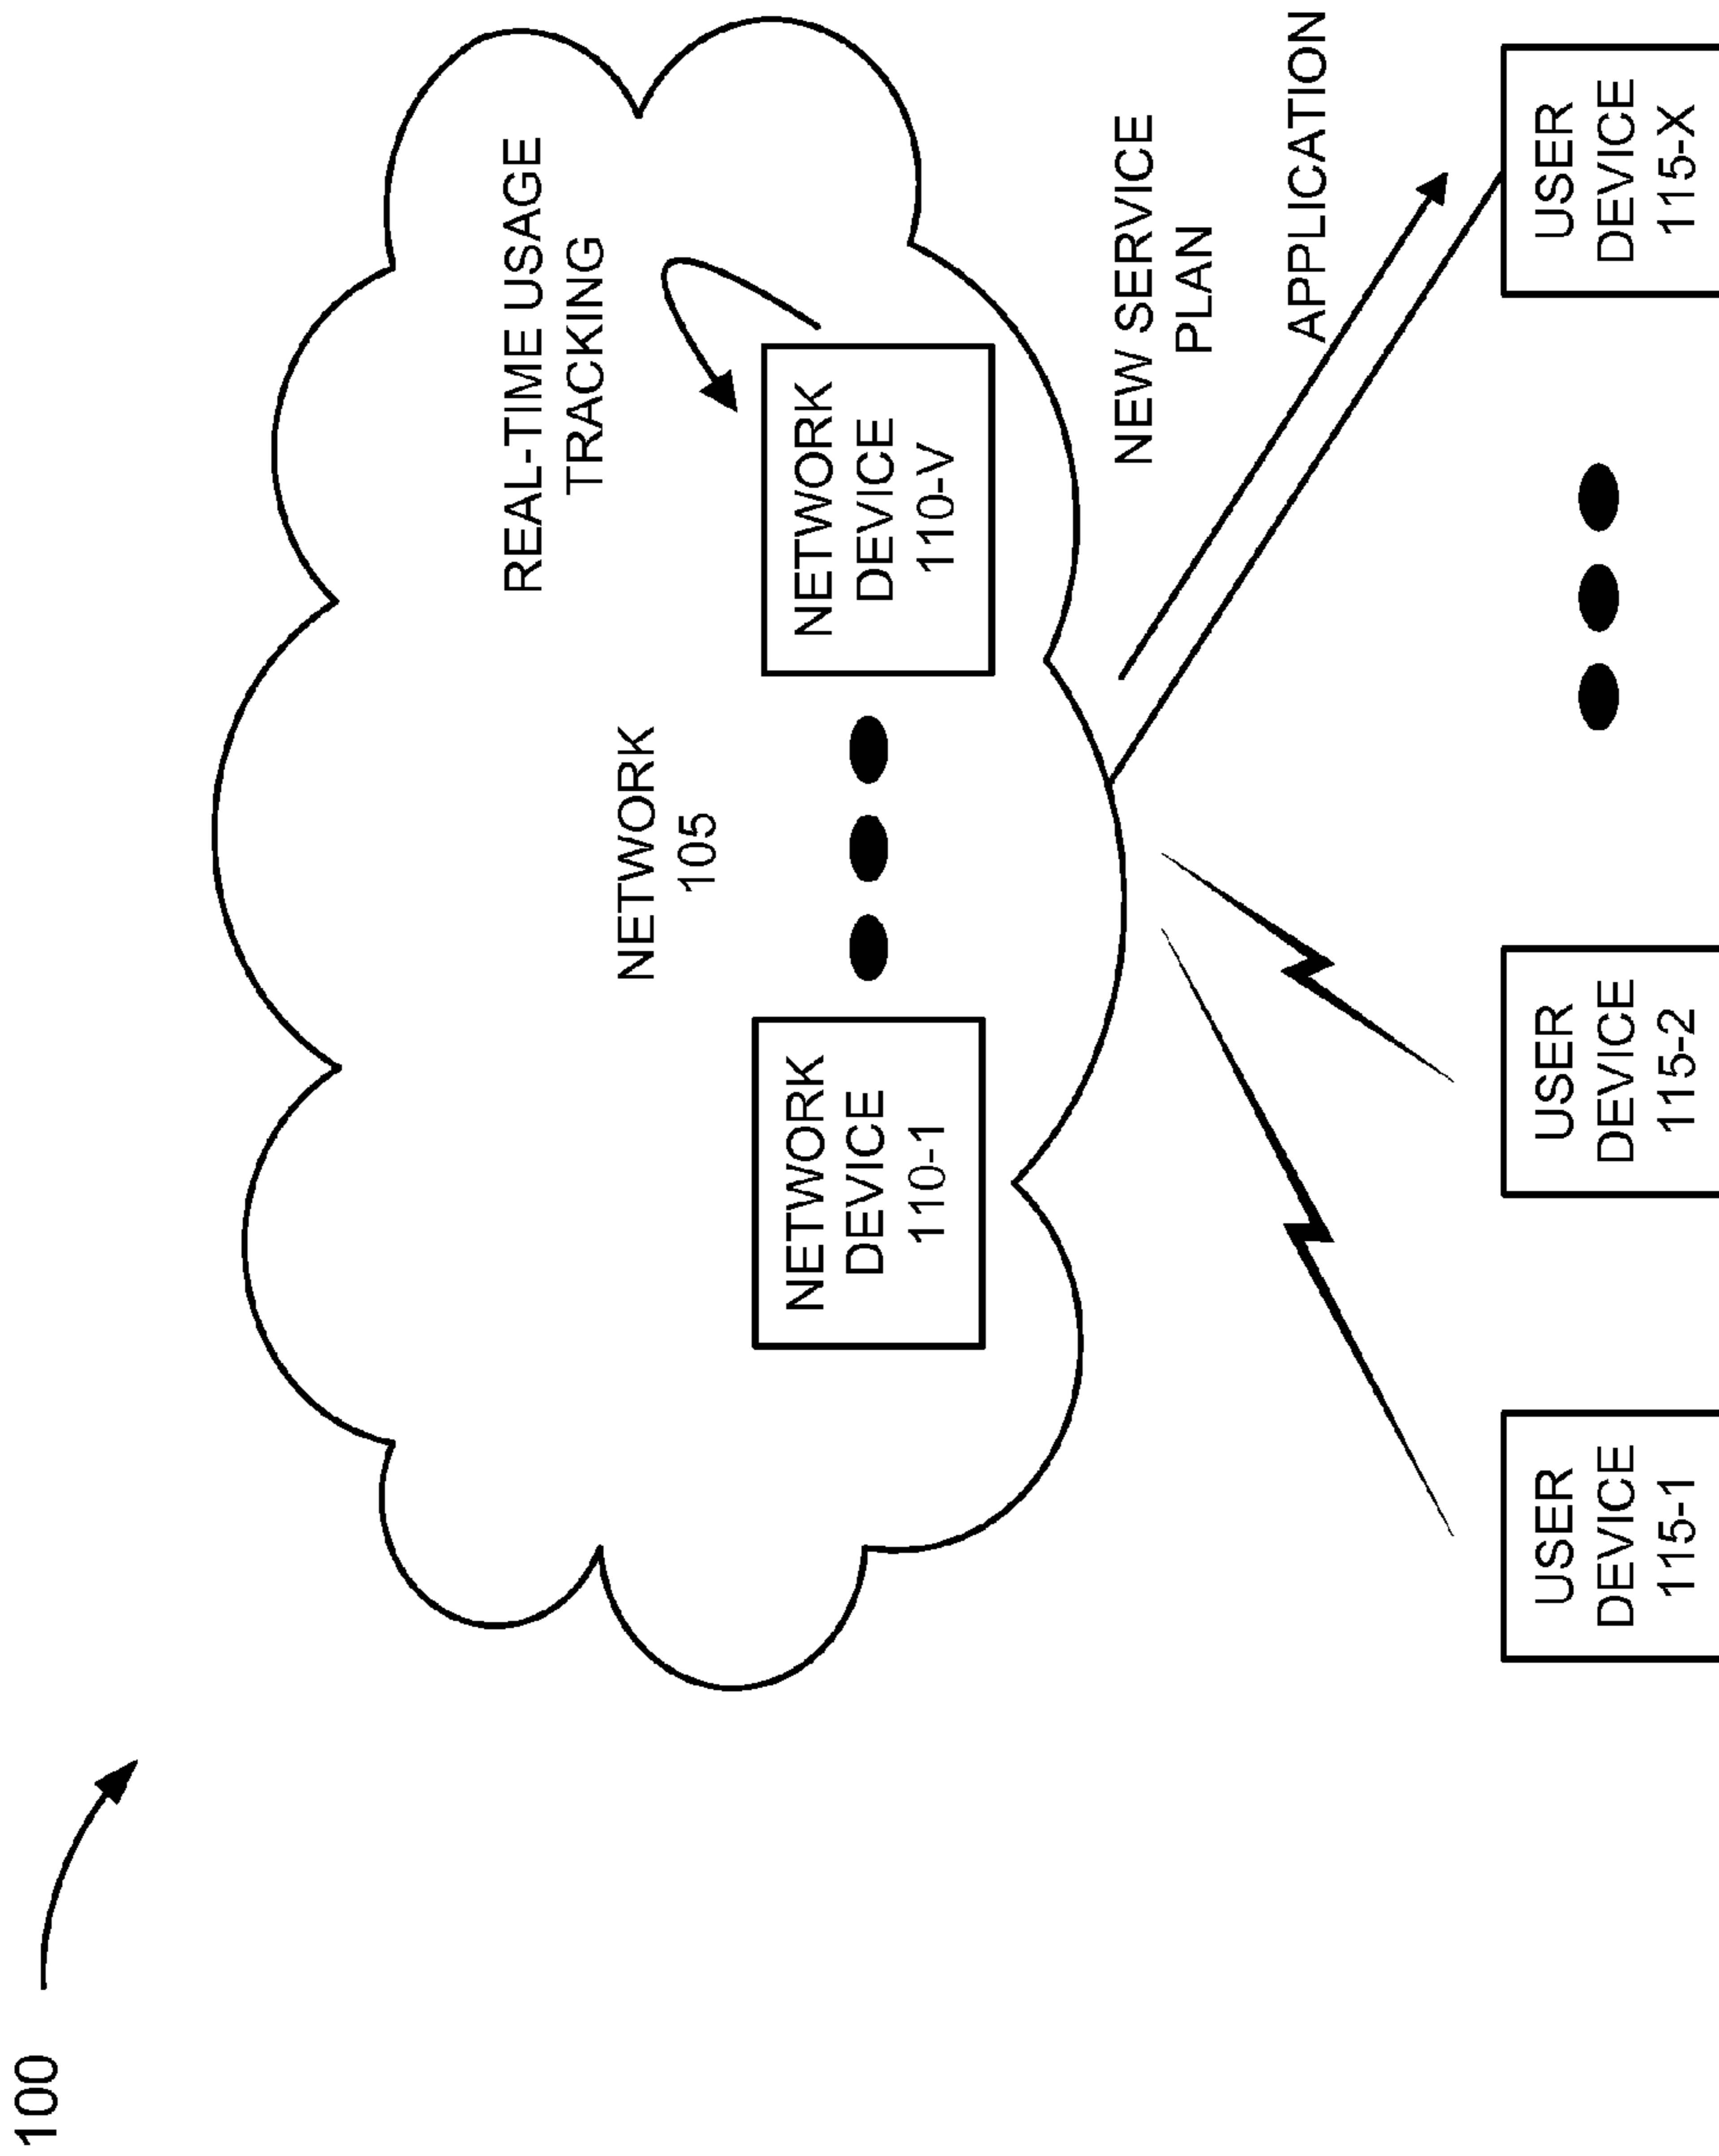 100
REAL-TIME USAGE
TRACKING
NETWORK
105
NETWORK
DEVICE
110-1
NETWORK
DEVICE
110-V
NEW SERVICE
PLAN
APPLICATION
USER
DEVICE
115-1
USER
DEVICE
115-2
USER
DEVICE
115-X